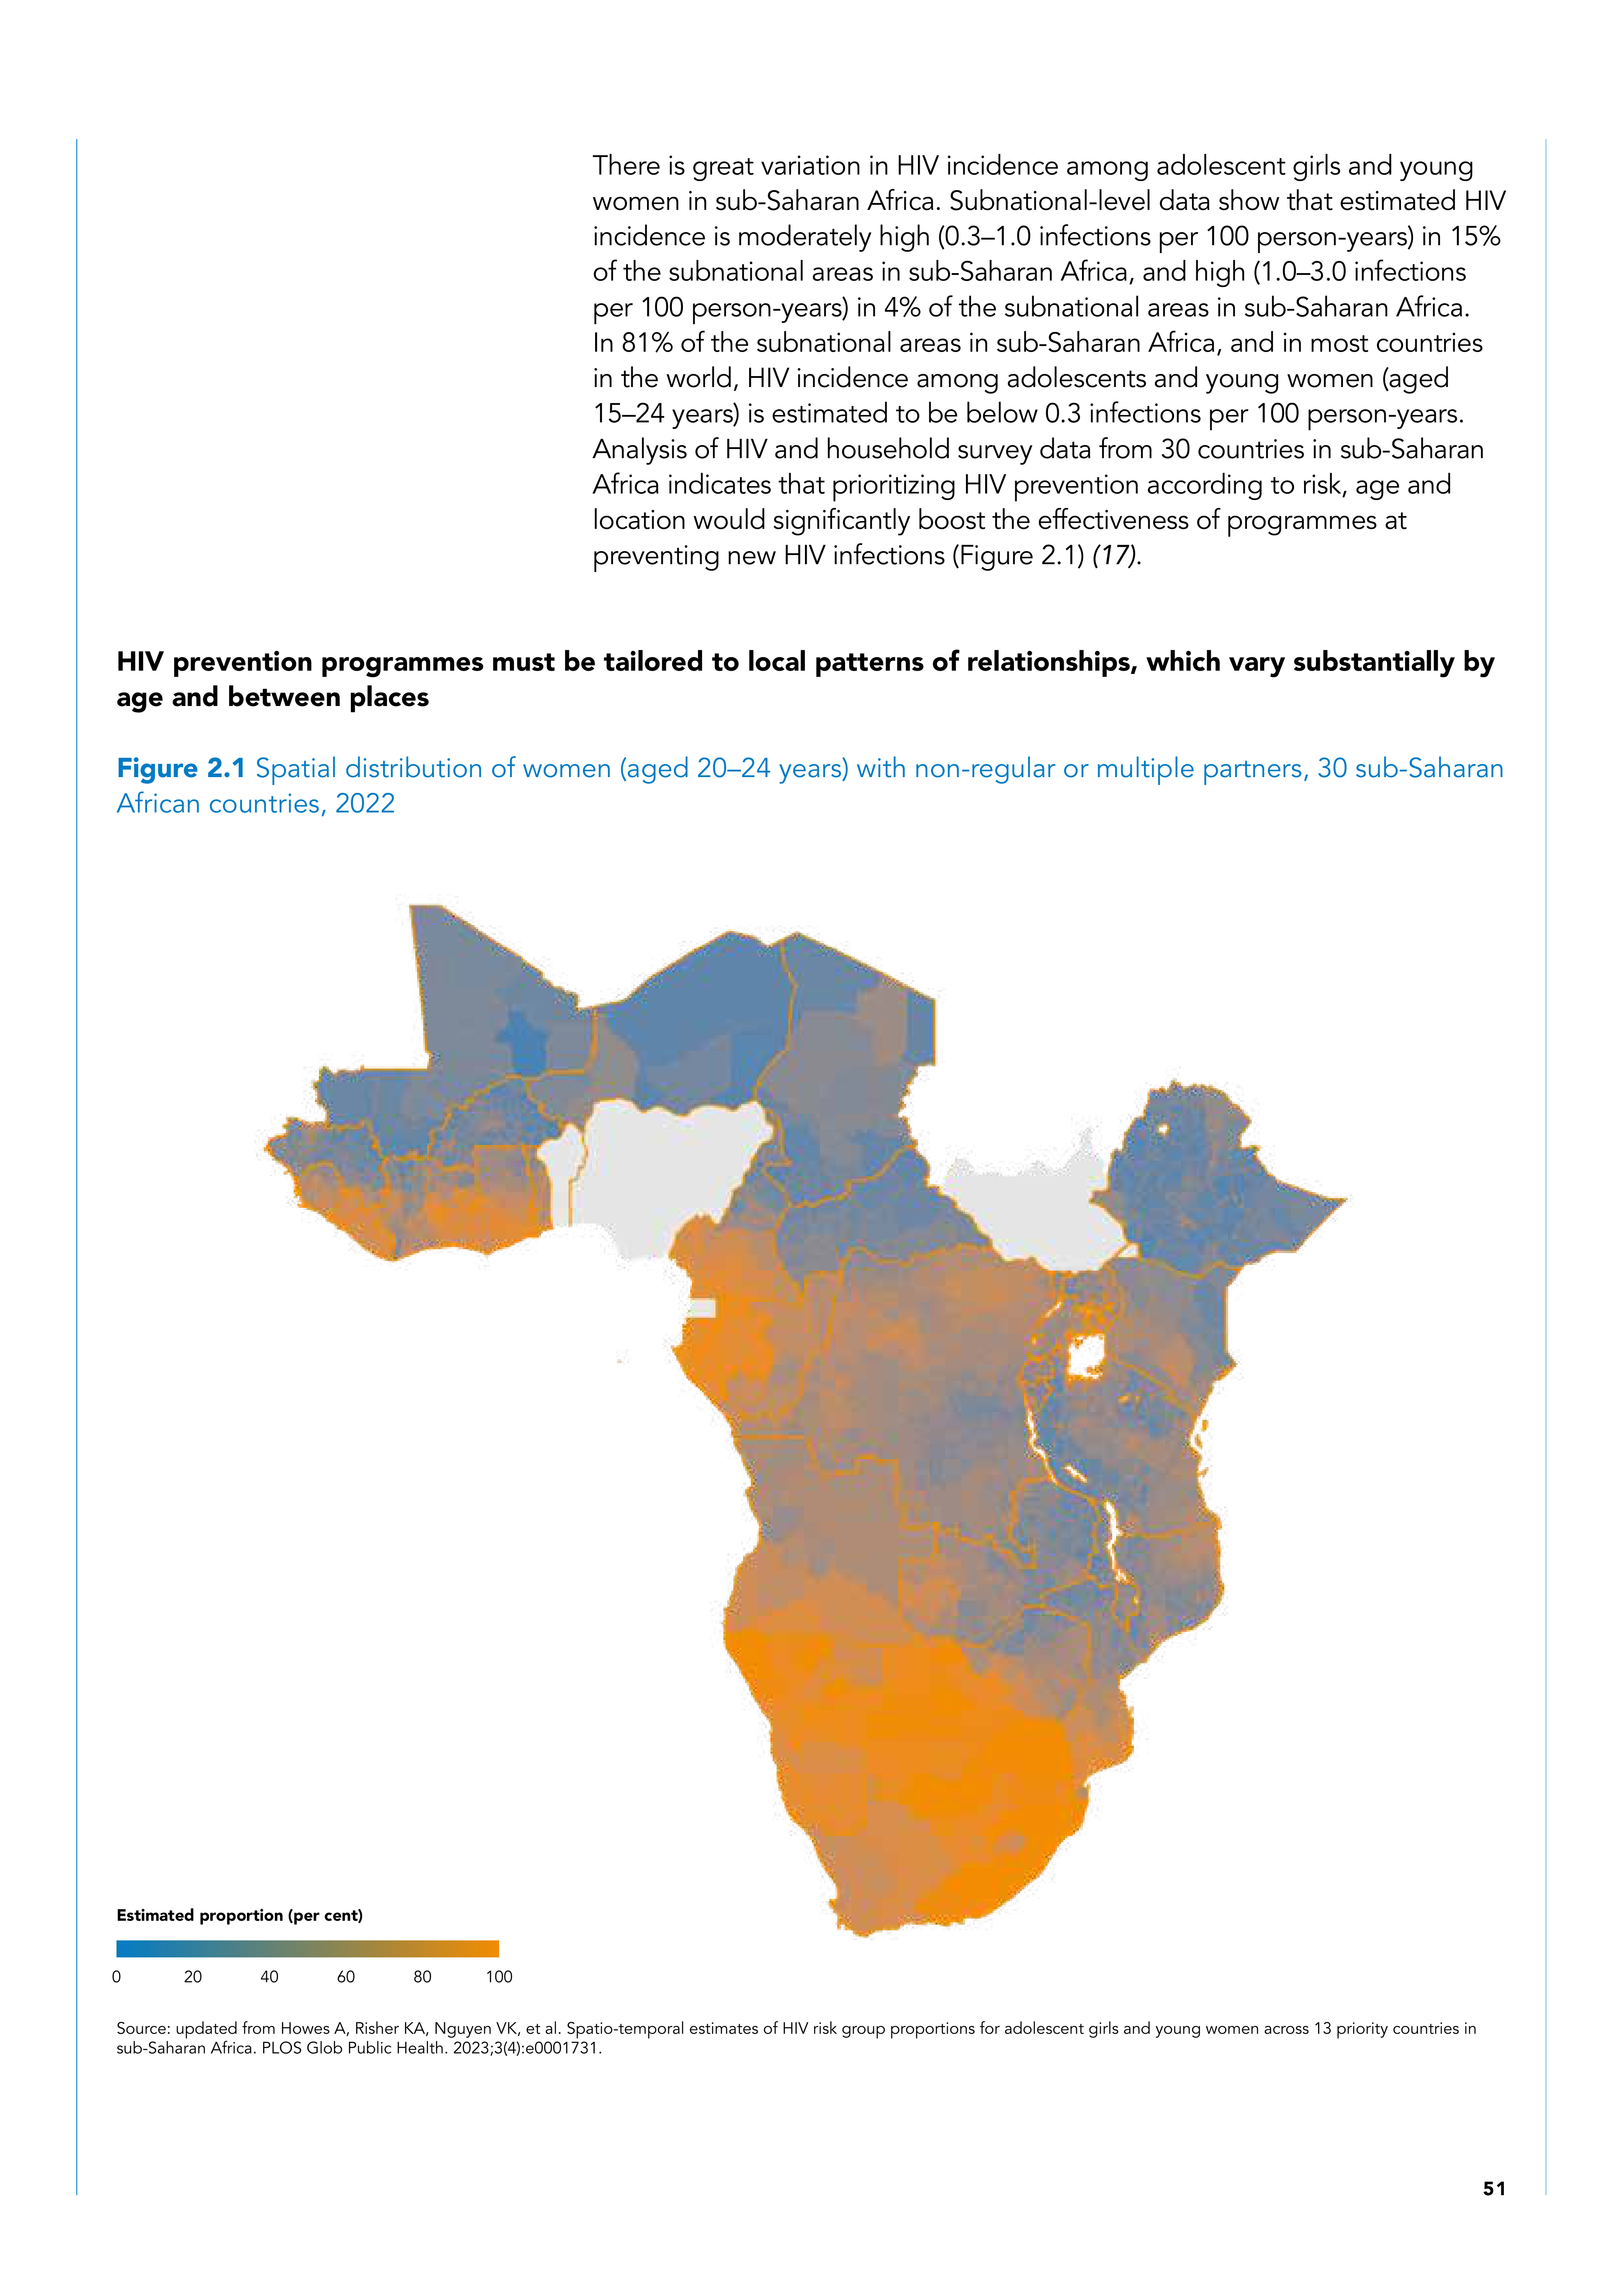 There is great variation in HIV incidence among adolescent girls and young
women in sub-Saharan Africa. Subnational-level data show that estimated HIV
incidence is moderately high (0.3–1.0 infections per 100 person-years) in 15%
of the subnational areas in sub-Saharan Africa, and high (1.0–3.0 infections
per 100 person-years) in 4% of the subnational areas in sub-Saharan Africa.
In 81% of the subnational areas in sub-Saharan Africa, and in most countries
in the world, HIV incidence among adolescents and young women (aged
15–24 years) is estimated to be below 0.3 infections per 100 person-years.
Analysis of HIV and household survey data from 30 countries in sub-Saharan
Africa indicates that prioritizing HIV prevention according to risk, age and
location would significantly boost the effectiveness of programmes at
preventing new HIV infections (Figure 2.1) (17).
HIV prevention programmes must be tailored to local patterns of relationships, which vary substantially by
age and between places
Figure 2.1 Spatial distribution of women (aged 20–24 years) with non-regular or multiple partners, 30 sub-Saharan
African countries, 2022
Estimated proportion (per cent)
0 20 40 60 80 100
Source: updated from Howes A, Risher KA, Nguyen VK, et al. Spatio-temporal estimates of HIV risk group proportions for adolescent girls and young women across 13 priority countries in
sub-Saharan Africa. PLOS Glob Public Health. 2023;3(4):e0001731.
51